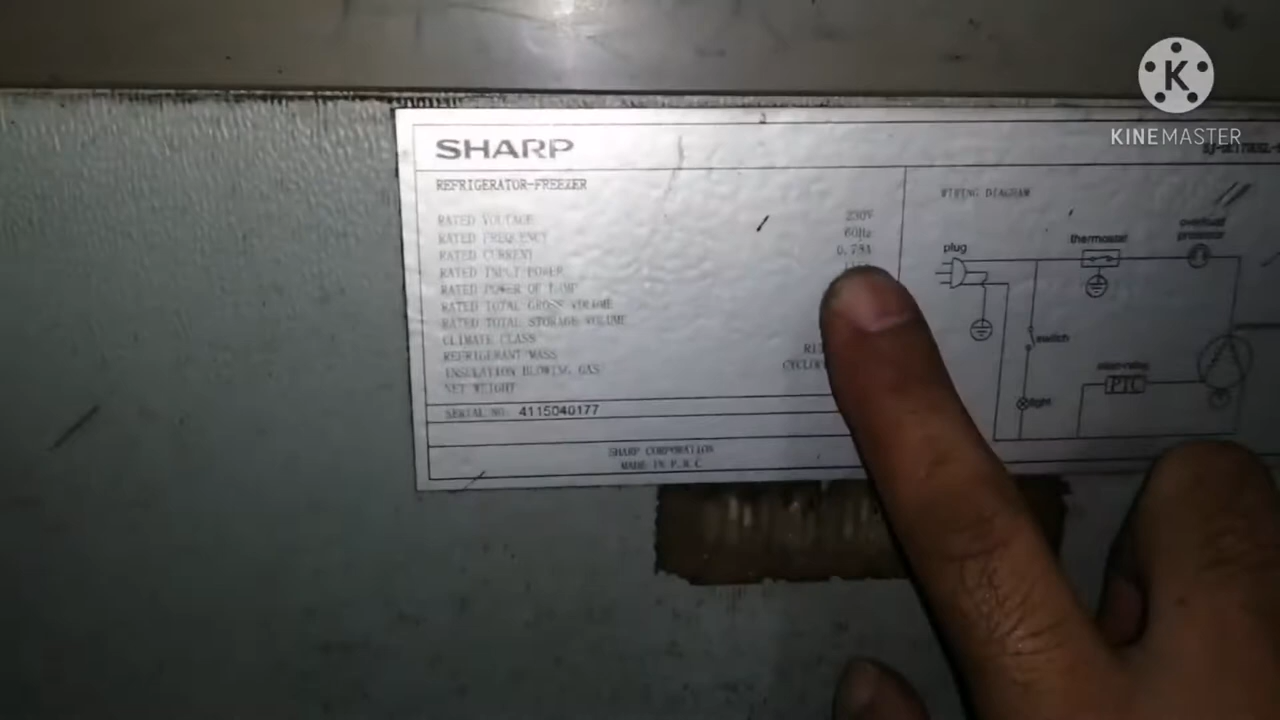 KINEMASTER
SHARP
REFRIGERATOR-FREEZER
RATED VOLTAGE 230V
RATED FREQUENCY 60Hz
RATED CURRENT 0.75A
RATED INPUT POWER
RATED POWER OF LAMP
RATED TOTAL GROSS VOLUME
RATED TOTAL STORAGE VOLUME
CLIMATE CLASS
REFRIGERANT MASS
INSULATION BLOWING GAS
NET WEIGHT
SERIAL NO. 4115040177
SHARP CORPORATION
MADE IN P.R.C
WIRING DIAGRAM
plug
thermostat
overload
protector
switch
PTC
light